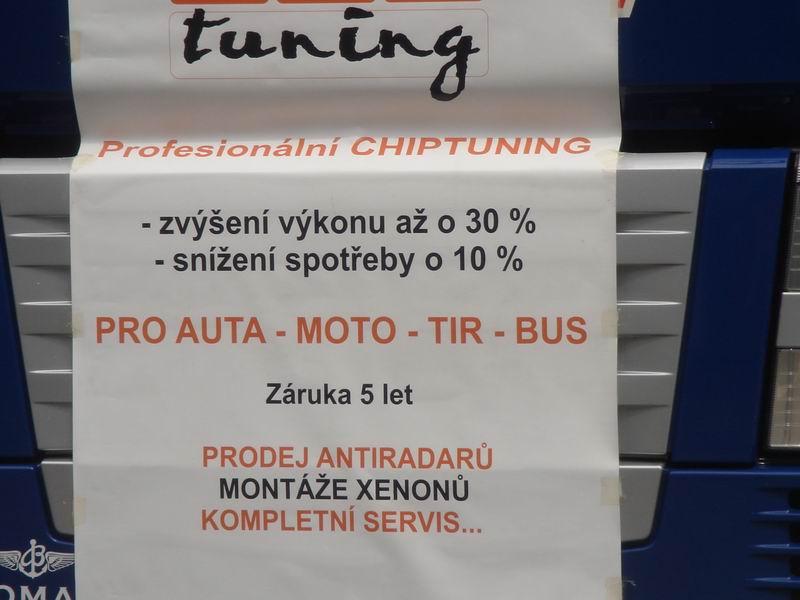 tuning
Profesionální CHIPTUNING
- zvýšení výkonu až o 30 %
- snížení spotřeby o 10 %
PRO AUTA - MOTO - TIR - BUS
Záruka 5 let
PRODEJ ANTIRADARŮ
MONTÁŽE XENONŮ
KOMPLETNÍ SERVIS...